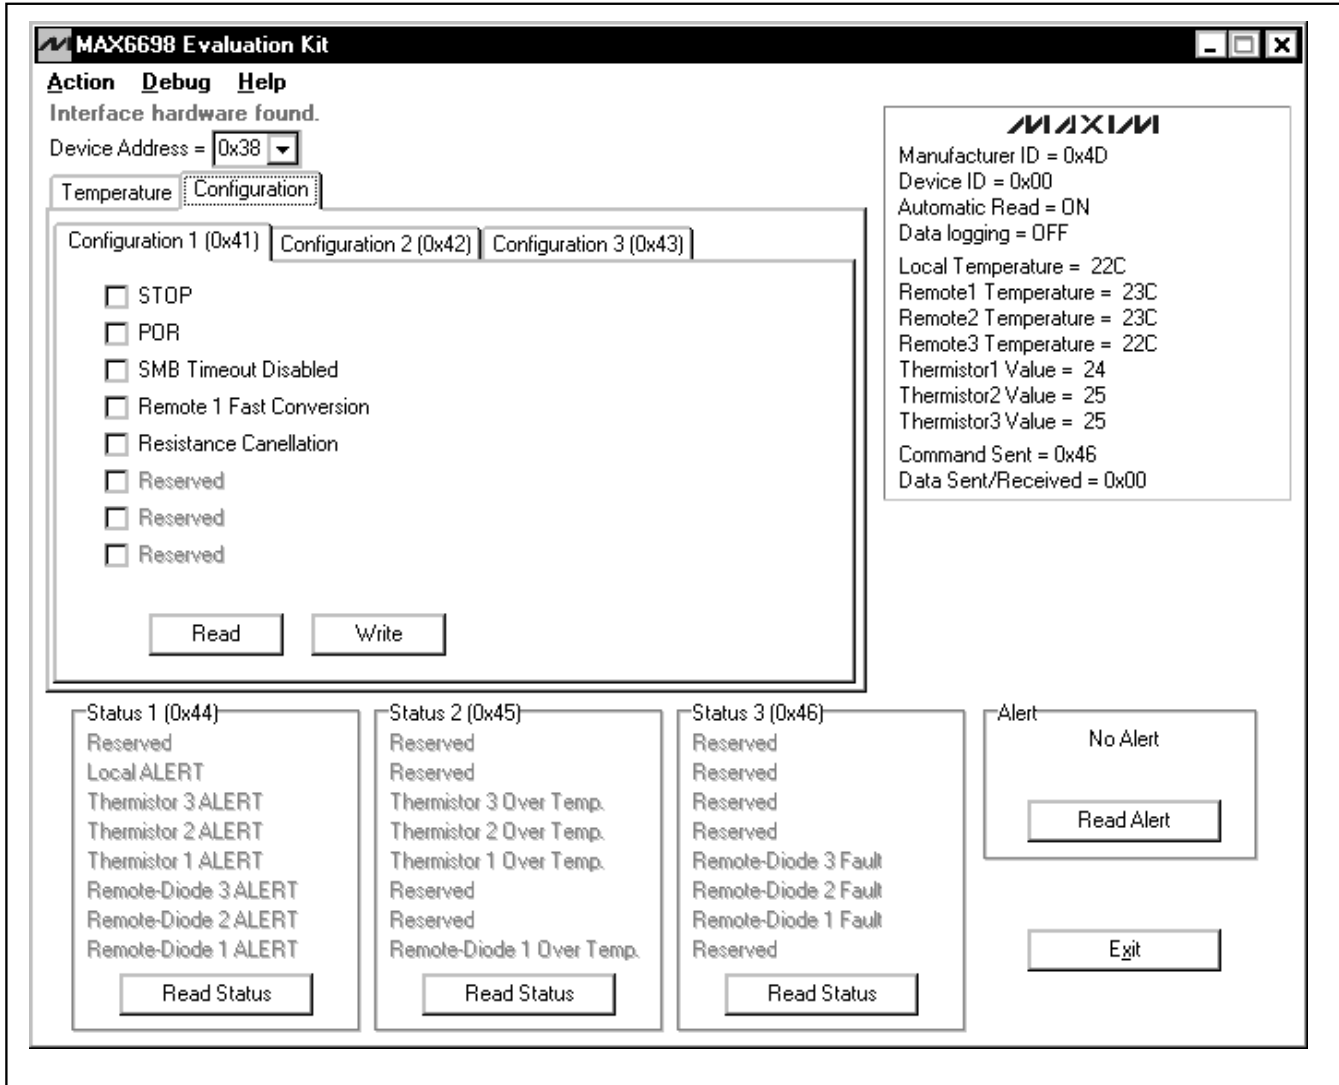 MAX6698 Evaluation Kit
Action Debug Help
Interface hardware found.
Device Address = 0x38
Temperature Configuration
Configuration 1 (0x41) Configuration 2 (0x42) Configuration 3 (0x43)
STOP
POR
SMB Timeout Disabled
Remote 1 Fast Conversion
Resistance Canellation
Reserved
Reserved
Reserved
Read Write
MAXIM
Manufacturer ID = 0x4D
Device ID = 0x00
Automatic Read = ON
Data logging = OFF
Local Temperature = 22C
Remote1 Temperature = 23C
Remote2 Temperature = 23C
Remote3 Temperature = 22C
Thermistor1 Value = 24
Thermistor2 Value = 25
Thermistor3 Value = 25
Command Sent = 0x46
Data Sent/Received = 0x00
Status 1 (0x44)
Reserved
Local ALERT
Thermistor 3 ALERT
Thermistor 2 ALERT
Thermistor 1 ALERT
Remote-Diode 3 ALERT
Remote-Diode 2 ALERT
Remote-Diode 1 ALERT
Read Status
Status 2 (0x45)
Reserved
Reserved
Thermistor 3 Over Temp.
Thermistor 2 Over Temp.
Thermistor 1 Over Temp.
Reserved
Reserved
Remote-Diode 1 Over Temp.
Read Status
Status 3 (0x46)
Reserved
Reserved
Reserved
Reserved
Remote-Diode 3 Fault
Remote-Diode 2 Fault
Remote-Diode 1 Fault
Reserved
Read Status
Alert
No Alert
Read Alert
Exit